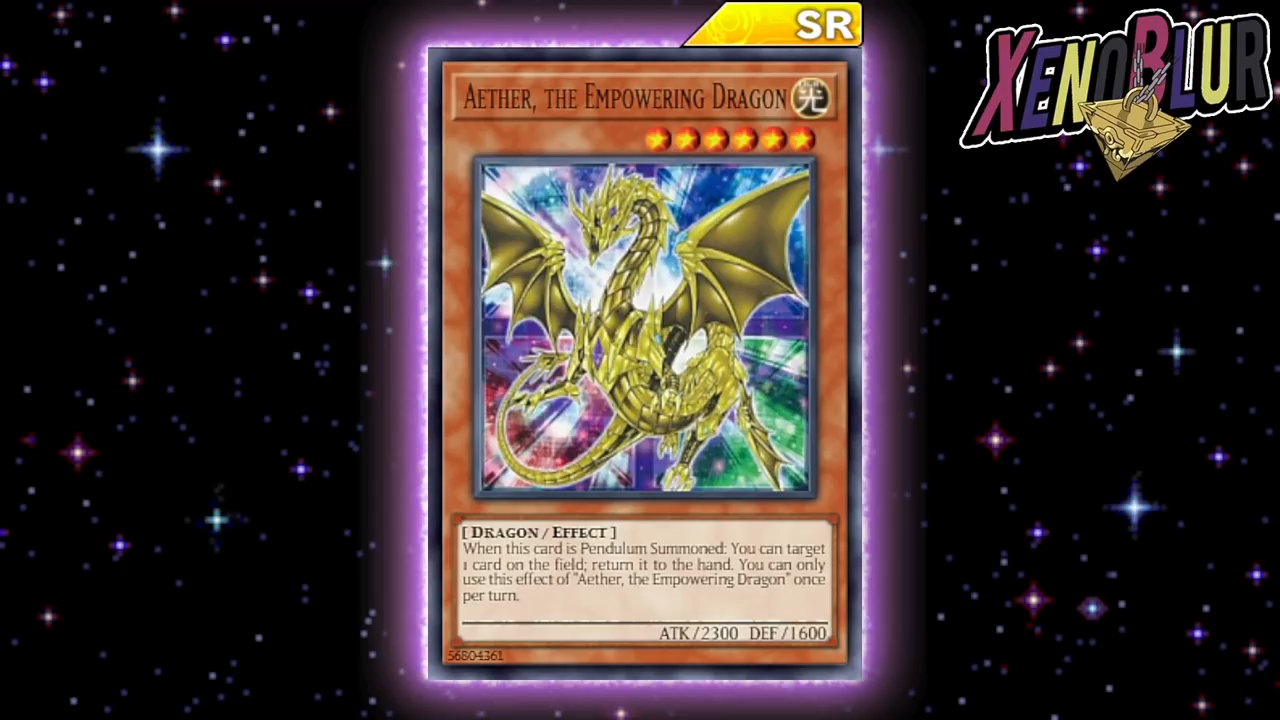 SR
XENOBLUR
AETHER, THE EMPOWERING DRAGON
光
[ DRAGON / EFFECT ]
When this card is Pendulum Summoned: You can target
1 card on the field; return it to the hand. You can only
use this effect of "Aether, the Empowering Dragon" once
per turn.
ATK/2300 DEF/1600
56804361